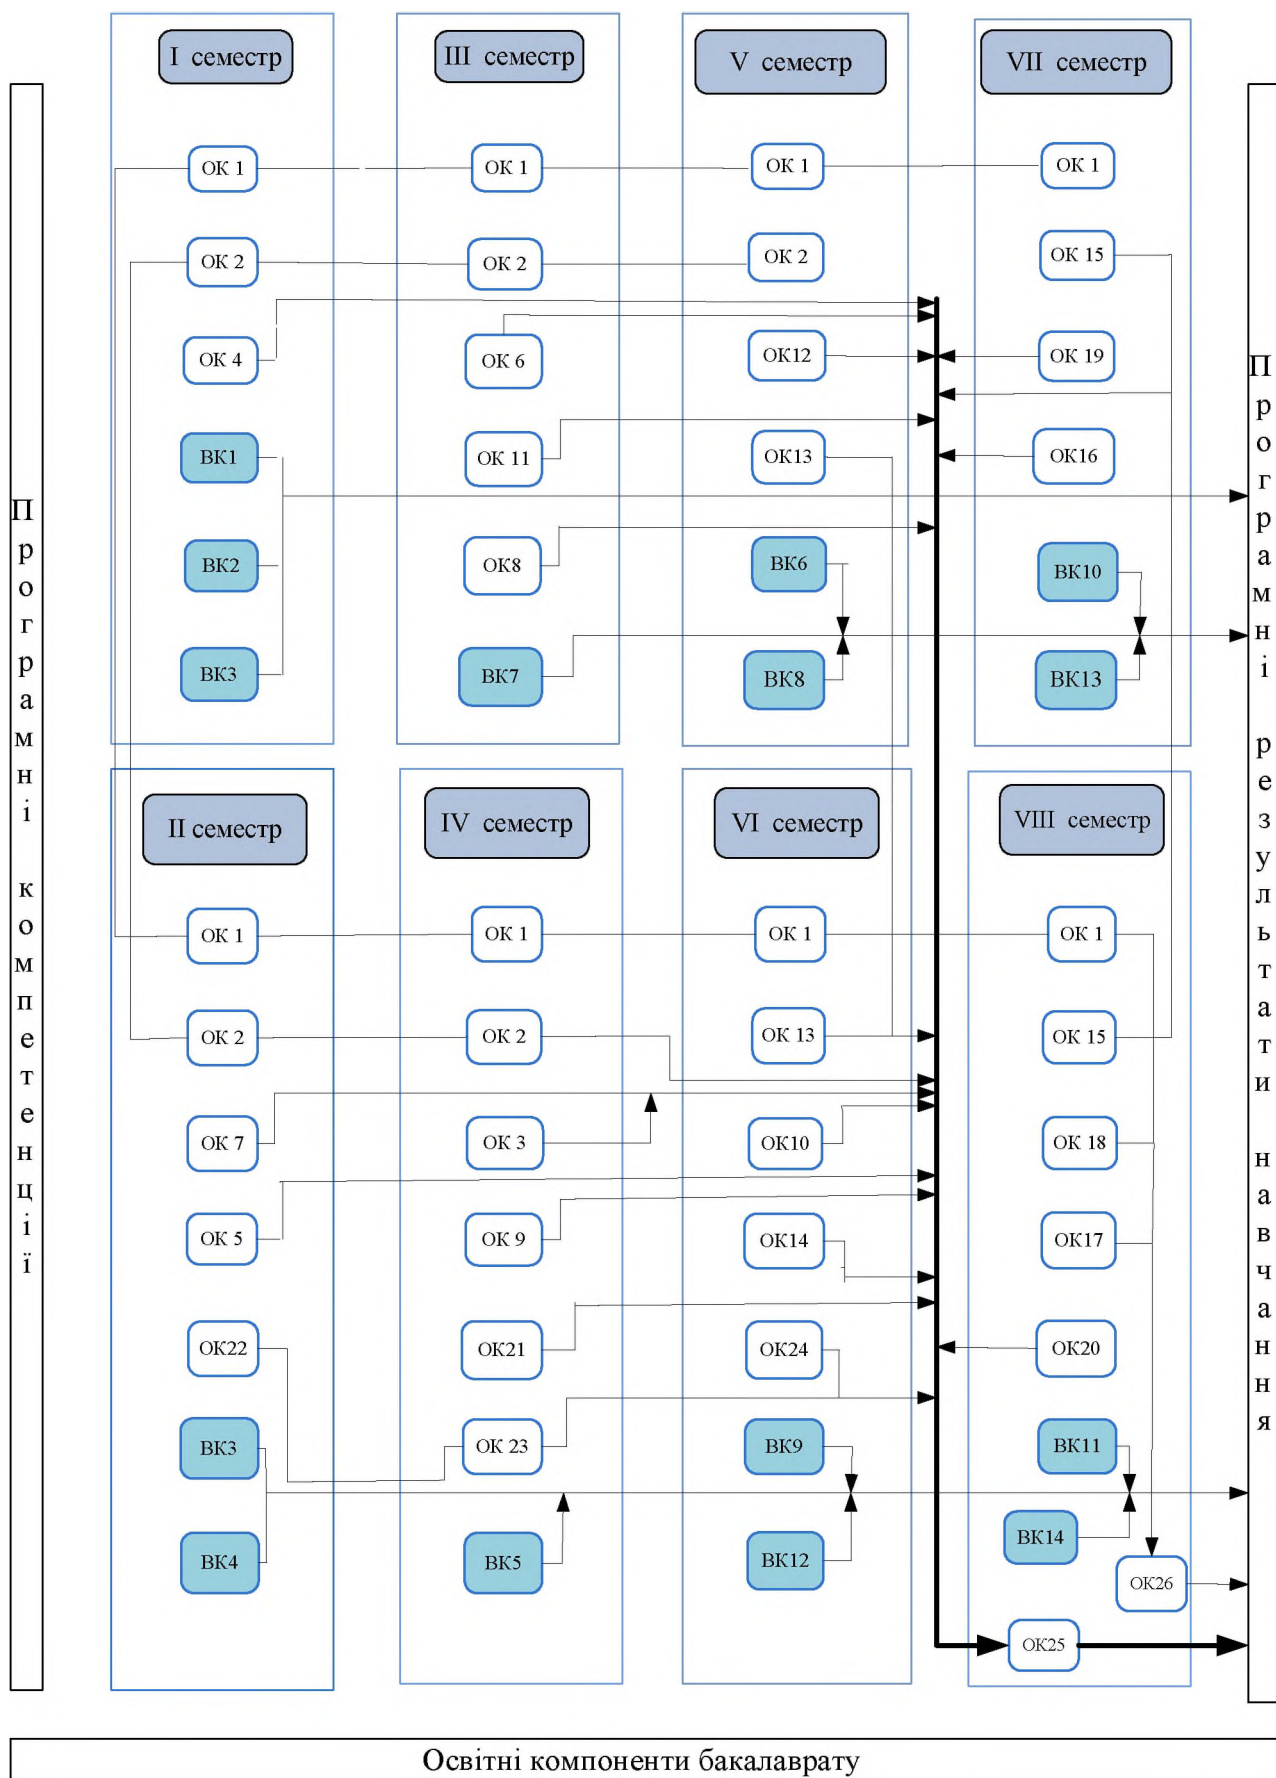 Програмні компетенції
I семестр
ОК 1
ОК 2
ОК 4
ВК1
ВК2
ВК3
III семестр
ОК 1
ОК 2
ОК 6
ОК 11
ОК8
ВК7
V семестр
ОК 1
ОК 2
ОК12
ОК13
ВК6
ВК8
VII семестр
ОК 1
ОК 15
ОК 19
ОК16
ВК10
ВК13
II семестр
ОК 1
ОК 2
ОК 7
ОК 5
ОК22
ВК3
ВК4
IV семестр
ОК 1
ОК 2
ОК 3
ОК 9
ОК21
ОК 23
ВК5
VI семестр
ОК 1
ОК 13
ОК10
ОК14
ОК24
ВК9
ВК12
VIII семестр
ОК 1
ОК 15
ОК 18
ОК17
ОК20
ВК11
ВК14
ОК26
ОК25
Програмні результати навчання
Освітні компоненти бакалаврату